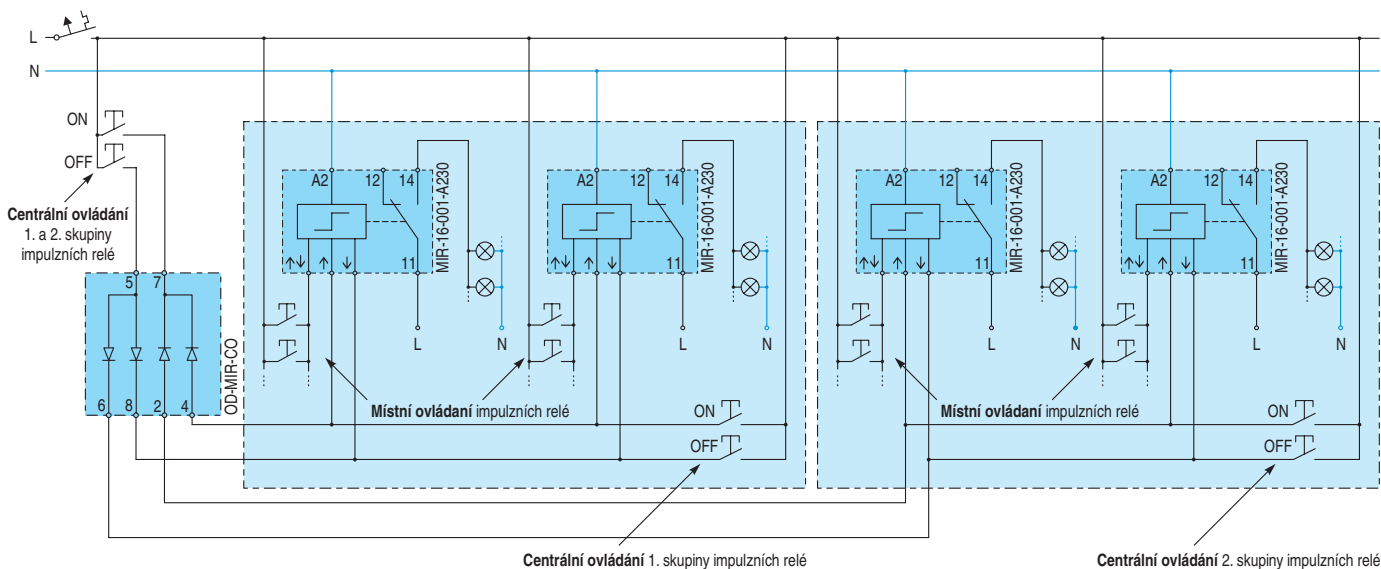 L
N
ON
OFF
Centrální ovládání
1. a 2. skupiny
impulzních relé
5 7
6 8 2 4
OD-MIR-CO
A2 12 14
11
MIR-16-001-A230
L N
A2 12 14
11
MIR-16-001-A230
L N
Místní ovládaní impulzních relé
ON
OFF
A2 12 14
11
MIR-16-001-A230
L N
A2 12 14
11
MIR-16-001-A230
L N
Místní ovládaní impulzních relé
ON
OFF
Centrální ovládání 1. skupiny impulzních relé
Centrální ovládání 2. skupiny impulzních relé